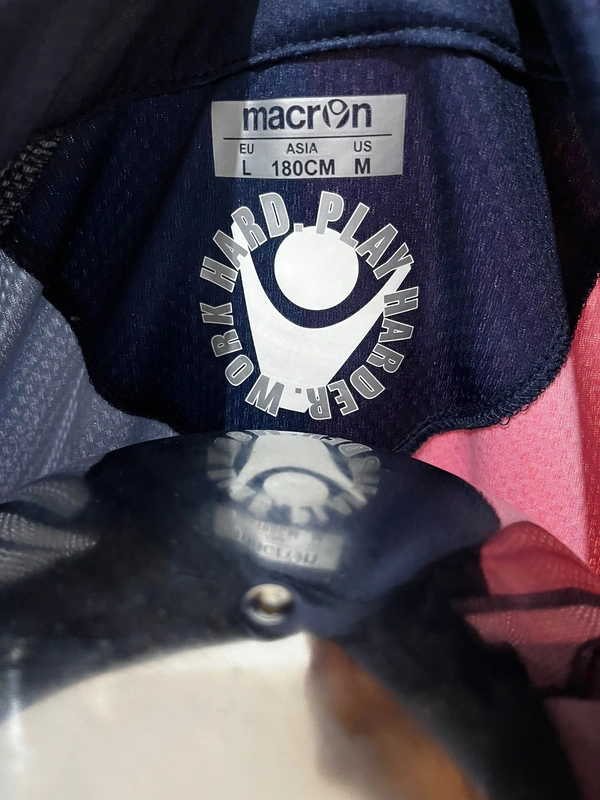 macron
EU ASIA US
L 180CM M
WORK HARD. PLAY HARDER.